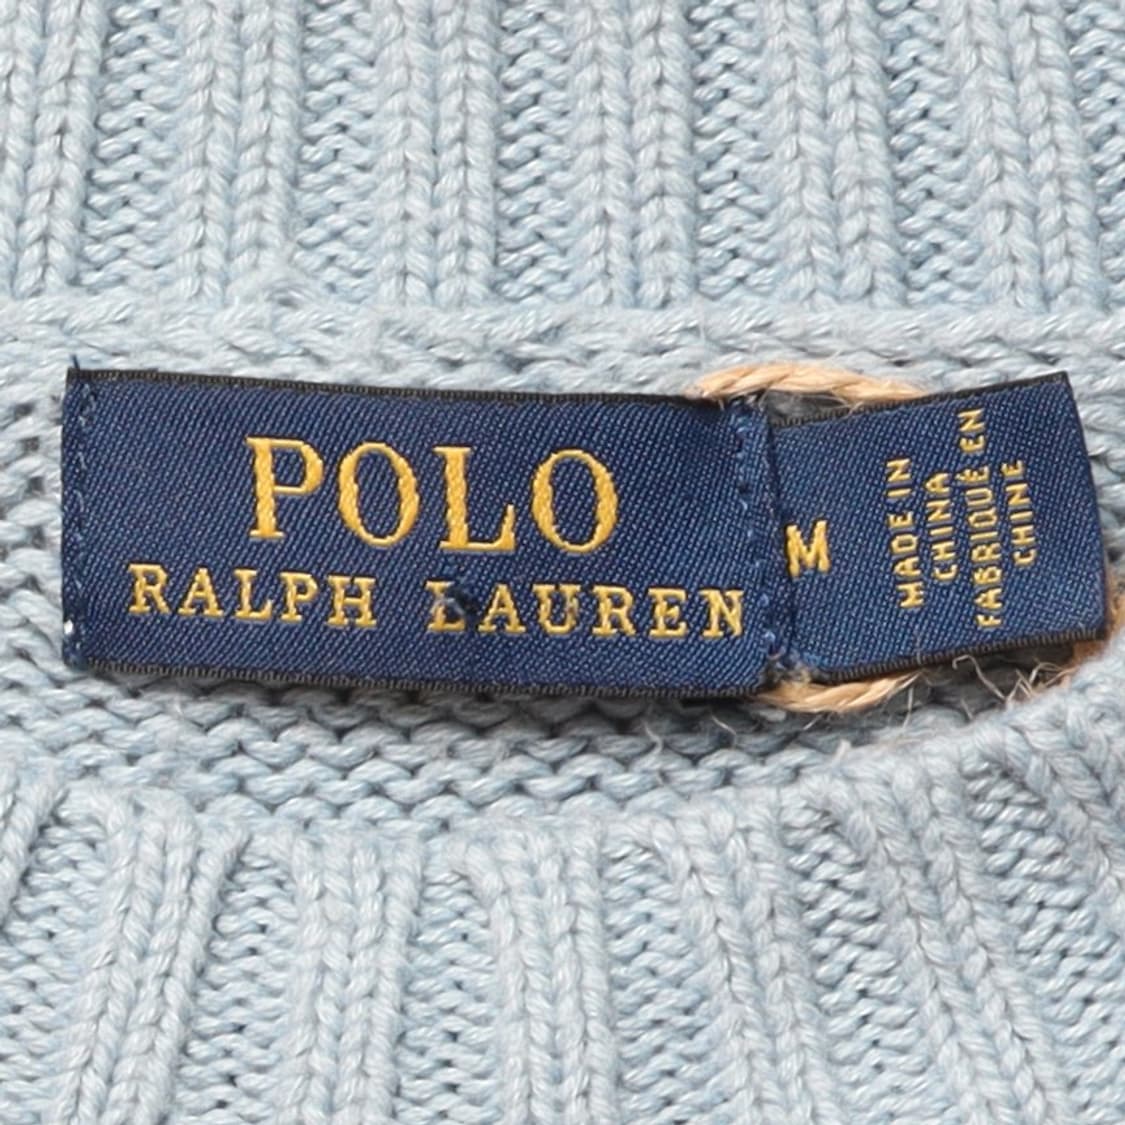 POLO
RALPH LAUREN
M
MADE IN
CHINA
FABRIQUÉ EN
CHINE